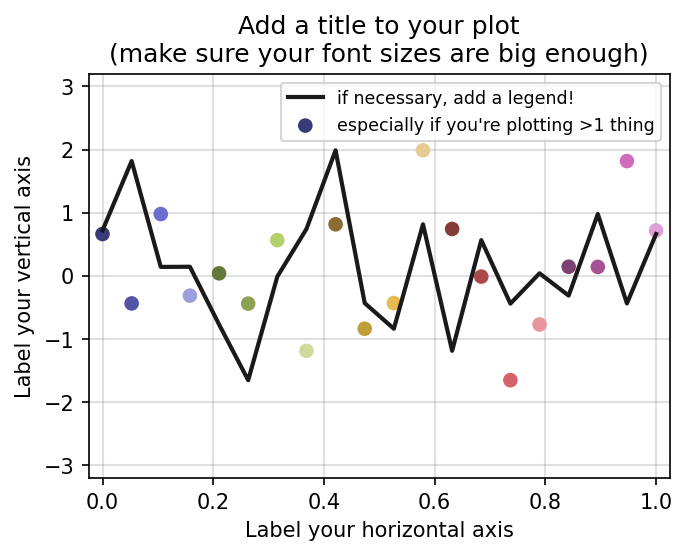 Add a title to your plot
(make sure your font sizes are big enough)
if necessary, add a legend!
especially if you're plotting >1 thing
Label your vertical axis
3
2
1
0
−1
−2
−3
0.0 0.2 0.4 0.6 0.8 1.0
Label your horizontal axis